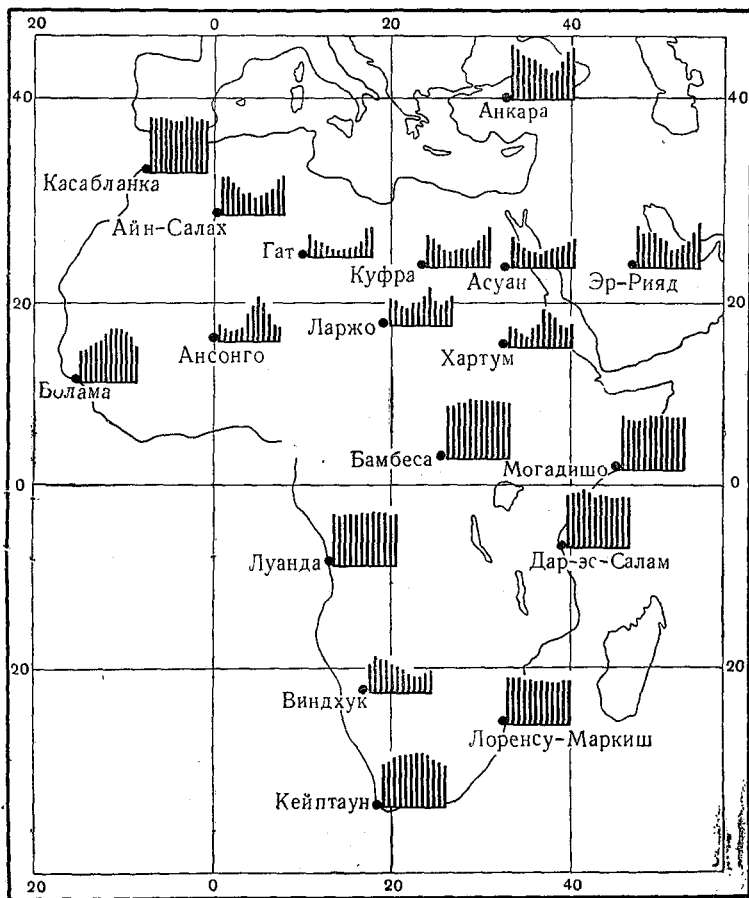 20 0 20 40
40 40
Анкара
Касабланка
Айн-Салах
Гат
Куфра
Асуан
Эр-Рияд
20 20
Ларжо
Ансонго
Хартум
Болама
Бамбеса
Могадишо
0 0
Дар-эс-Салам
Луанда
20 20
Виндхук
Лоренсу-Маркиш
Кейптаун
20 0 20 40